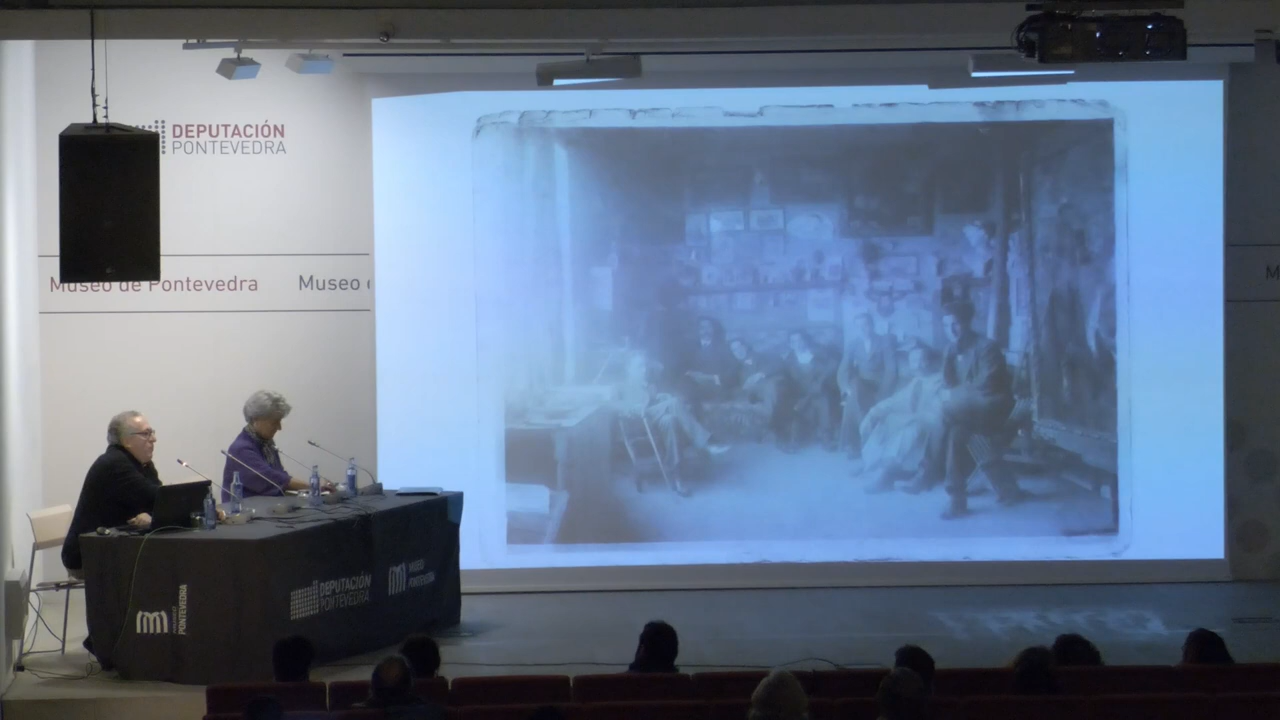 DEPUTACIÓN
PONTEVEDRA
Museo de Pontevedra
Museo
DEPUTACIÓN
PONTEVEDRA
MUSEO
PONTEVEDRA
PONTEVEDRA